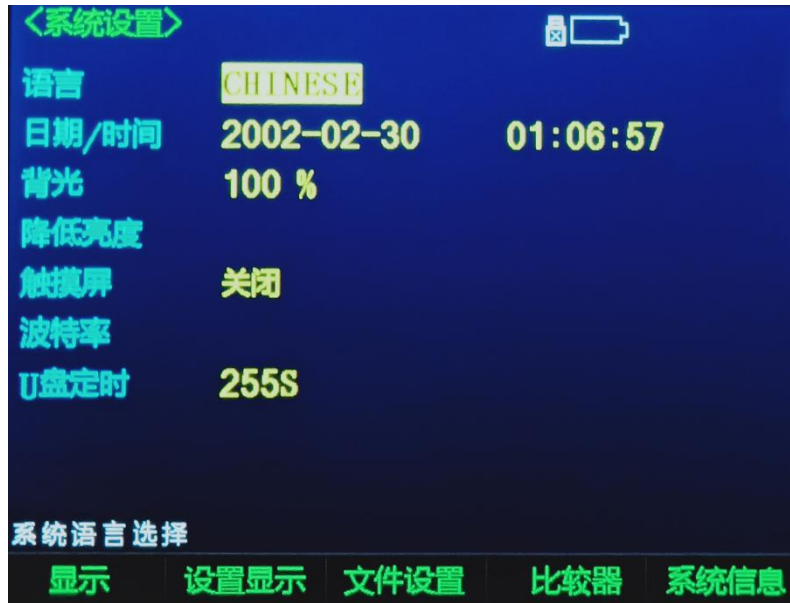 〈系统设置〉
语言 CHINESE
日期/时间 2002-02-30 01:06:57
背光 100 %
降低亮度
触摸屏 关闭
波特率
U盘定时 255S
系统语言选择
显示 设置显示 文件设置 比较器 系统信息